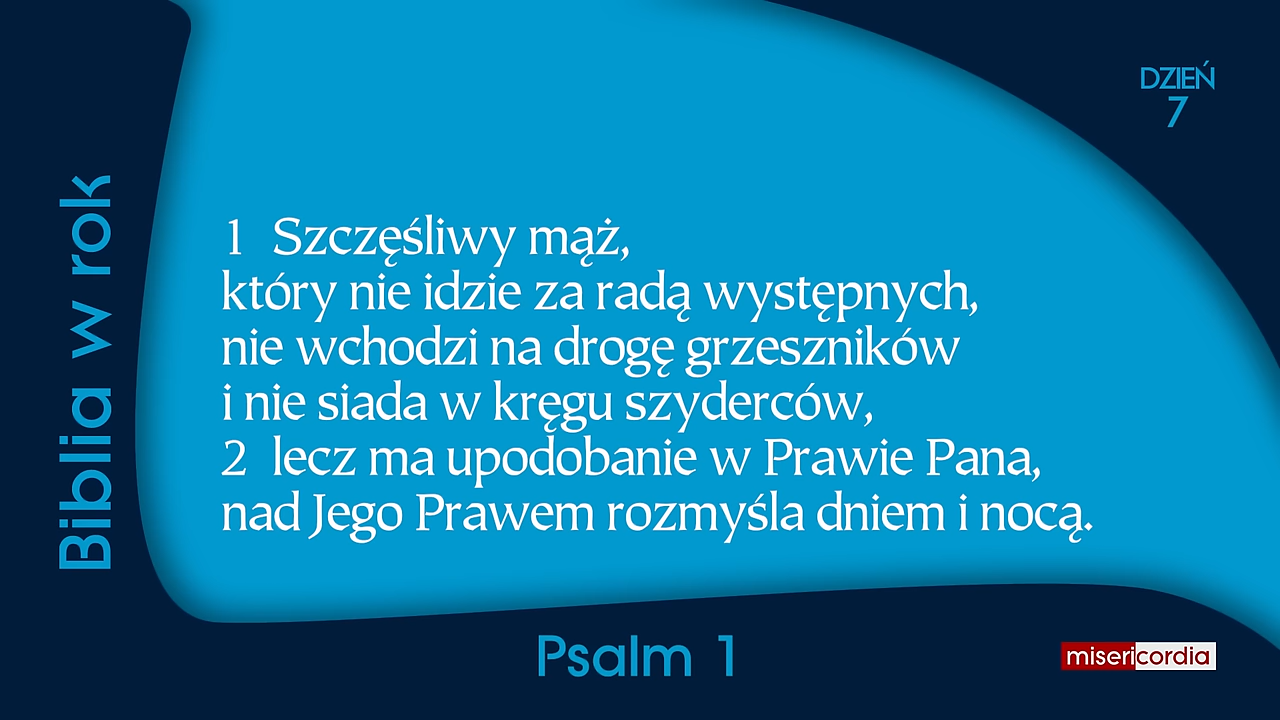 DZIEŃ
7
Biblia w rok
1 Szczęśliwy mąż,
który nie idzie za radą występnych,
nie wchodzi na drogę grzeszników
i nie siada w kręgu szyderców,
2 lecz ma upodobanie w Prawie Pana,
nad Jego Prawem rozmyśla dniem i nocą.
Psalm 1
misericordia